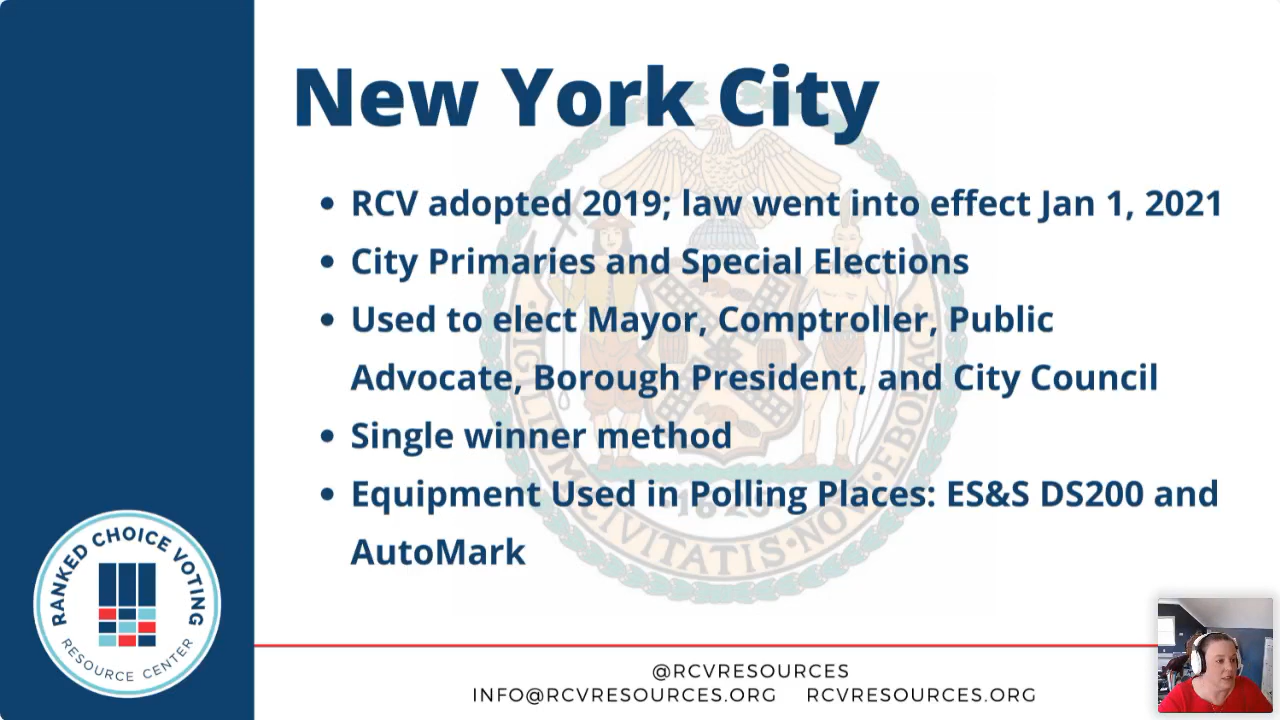 New York City
RCV adopted 2019; law went into effect Jan 1, 2021
City Primaries and Special Elections
Used to elect Mayor, Comptroller, Public
Advocate, Borough President, and City Council
Single winner method
Equipment Used in Polling Places: ES&S DS200 and
AutoMark
RANKED CHOICE VOTING
RESOURCE CENTER
@RCVRESOURCES
INFO@RCVRESOURCES.ORG RCVRESOURCES.ORG